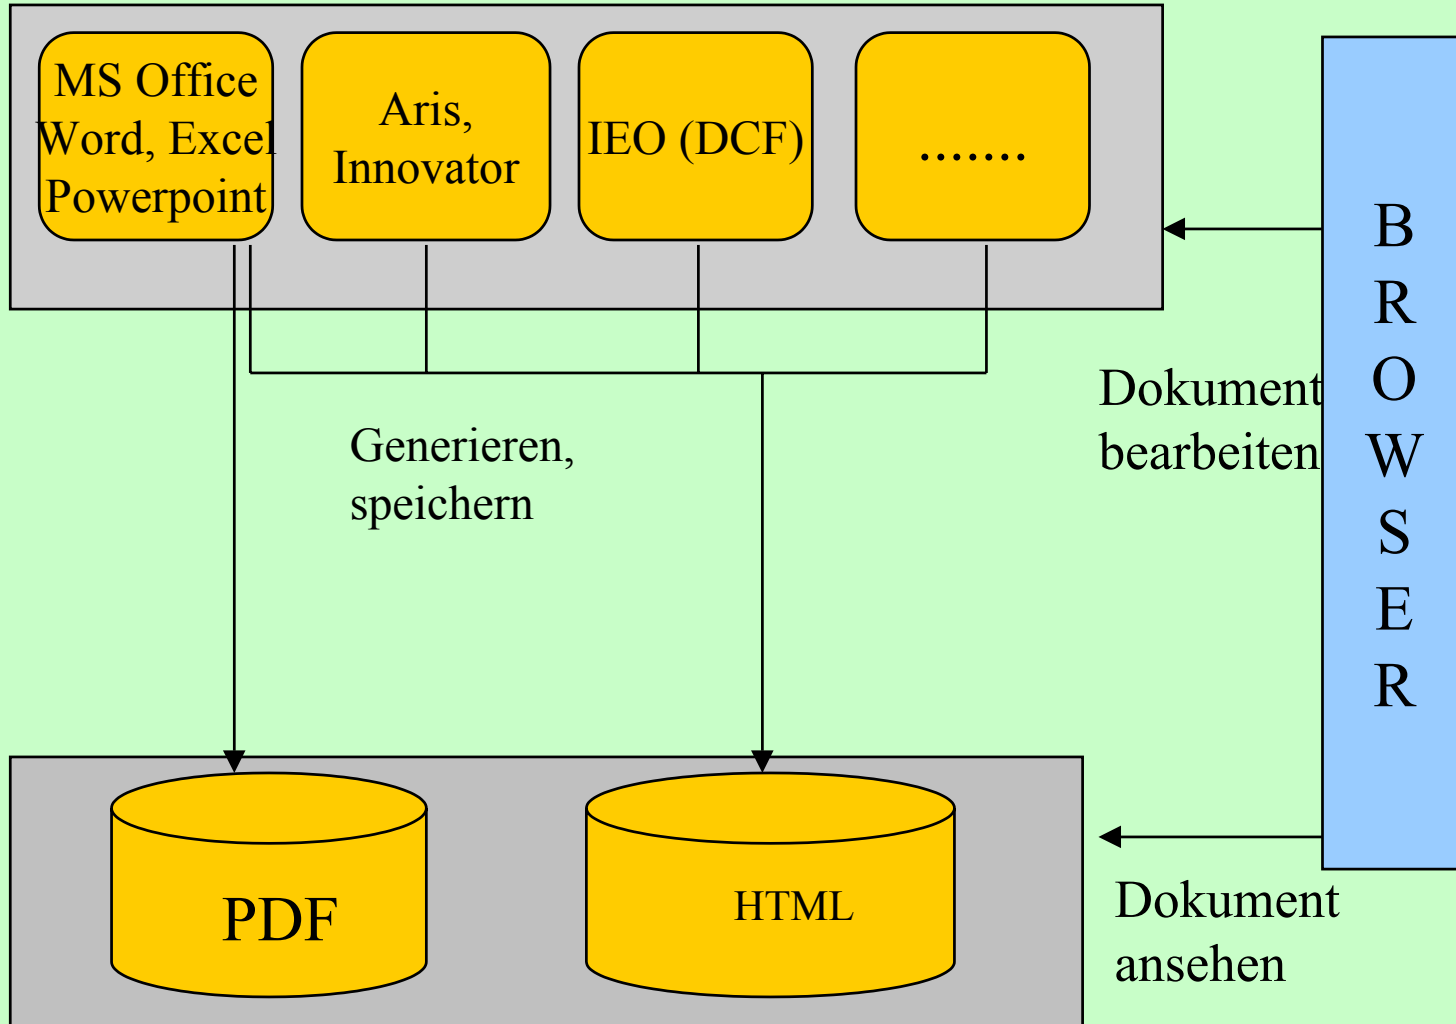 MS Office
Word, Excel
Powerpoint
Aris,
Innovator
IEO (DCF)
.......
B
R
O
W
S
E
R
Dokument
bearbeiten
Generieren,
speichern
PDF
HTML
Dokument
ansehen